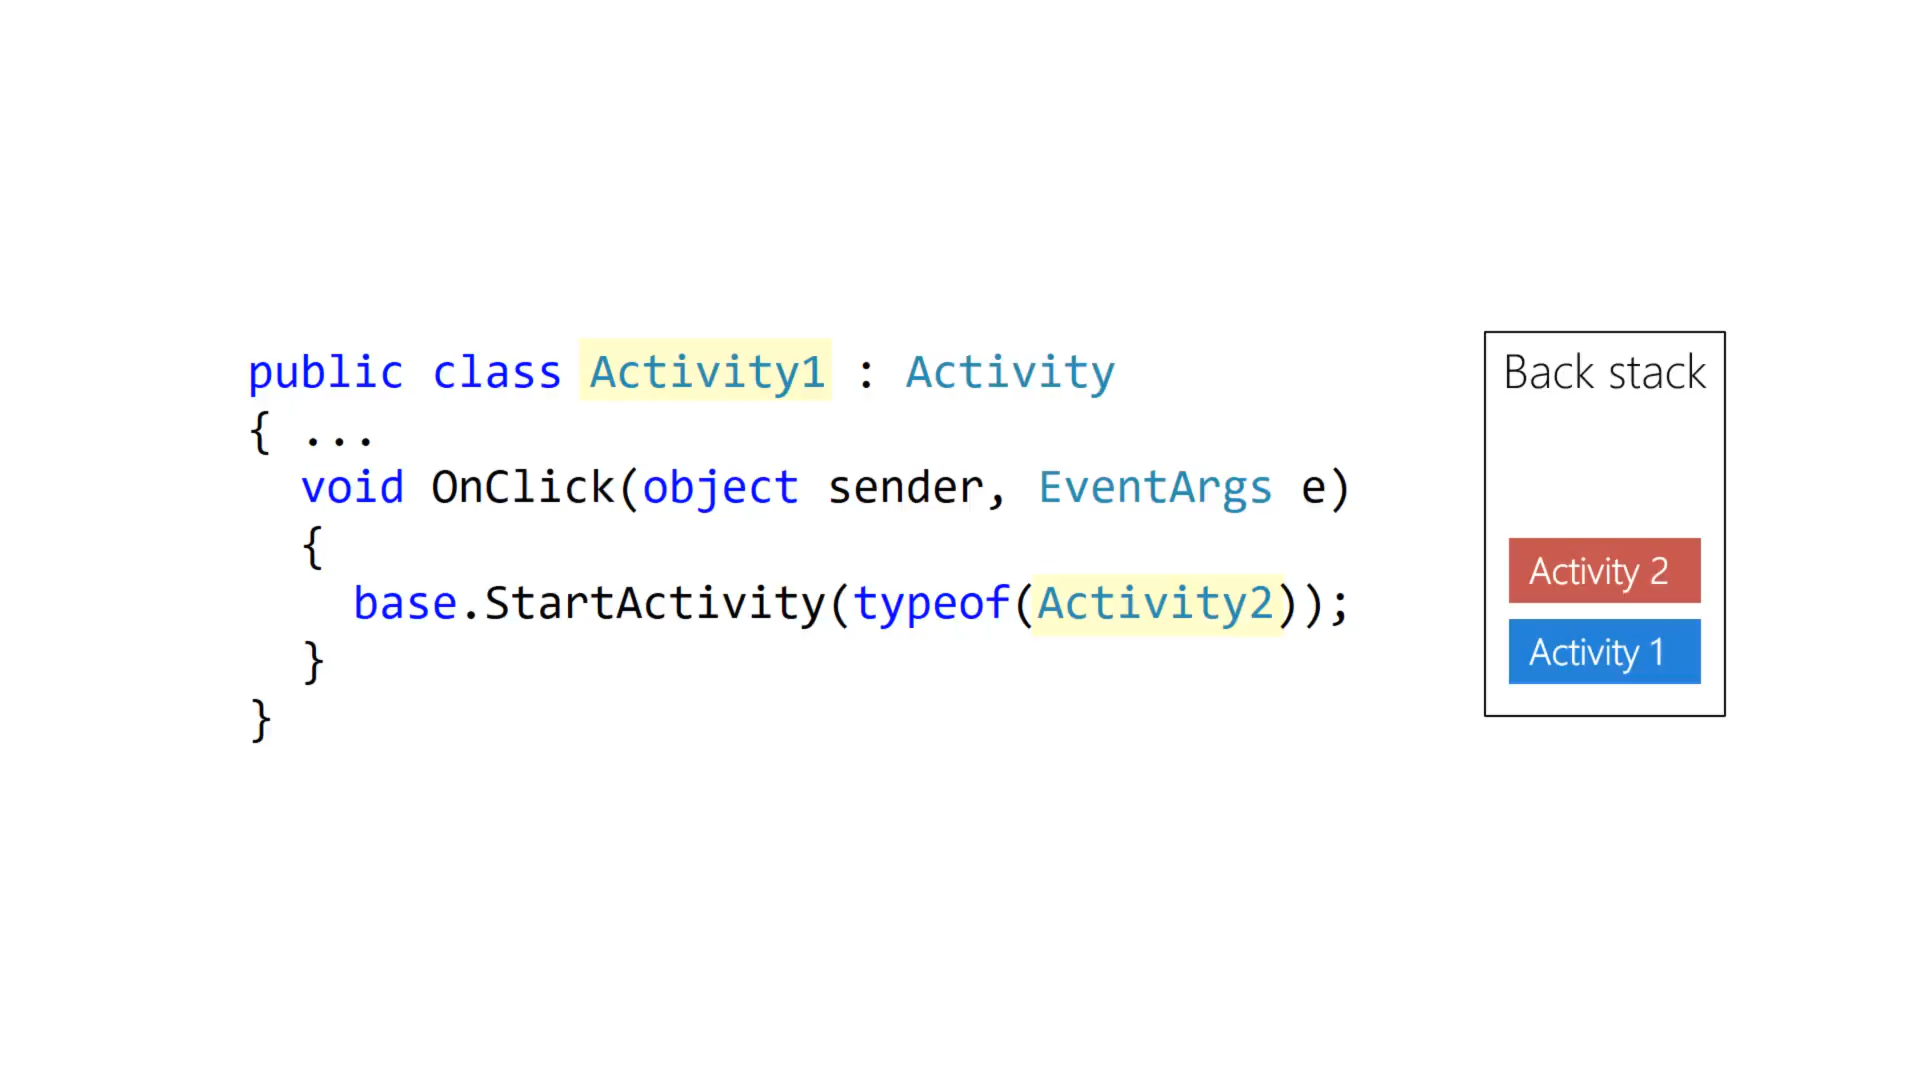 public class Activity1 : Activity
{ ...
void OnClick(object sender, EventArgs e)
{
base.StartActivity(typeof(Activity2));
}
}
Back stack
Activity 2
Activity 1